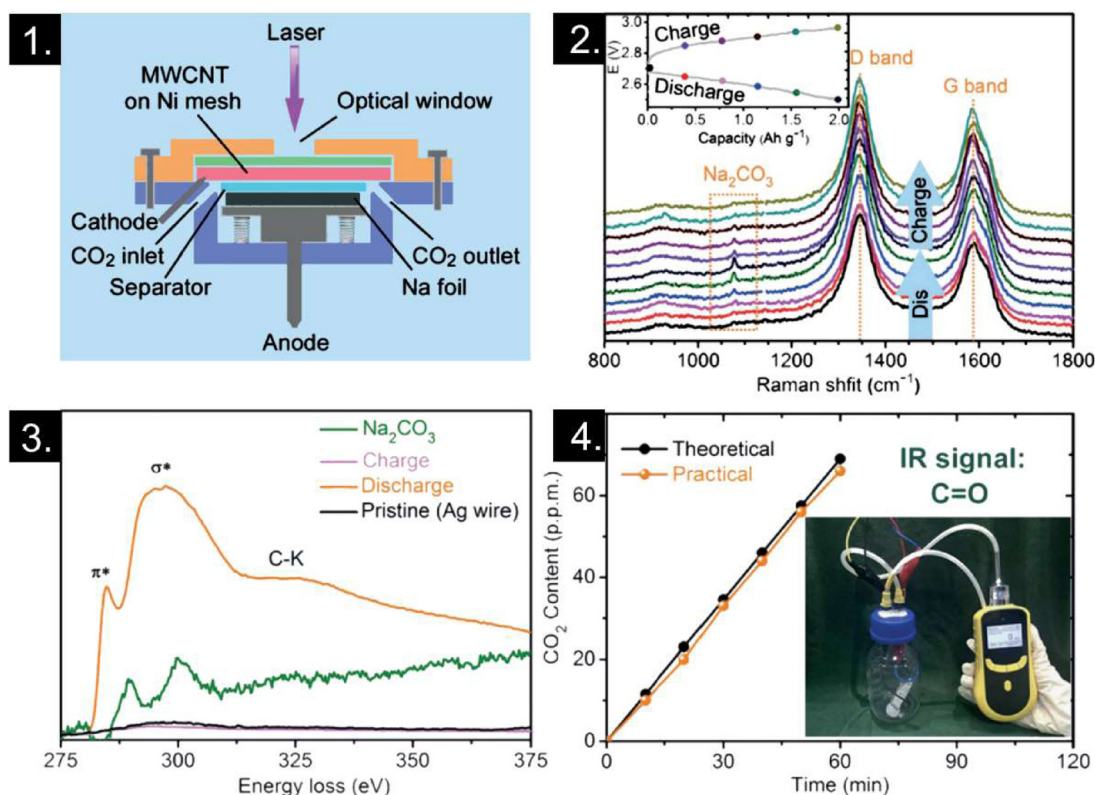 1.
Laser
MWCNT
on Ni mesh
Optical window
Cathode
CO₂ inlet
Separator
CO₂ outlet
Na foil
Anode
2.
E (V)
3.0
2.8
2.6
Charge
Discharge
0.0 0.5 1.0 1.5 2.0
Capacity (Ah g⁻¹)
D band
G band
Na₂CO₃
Charge
Dis
800 1000 1200 1400 1600 1800
Raman shfit (cm⁻¹)
3.
Na₂CO₃
Charge
Discharge
Pristine (Ag wire)
σ*
π*
C-K
275 300 325 350 375
Energy loss (eV)
4.
Theoretical
Practical
IR signal:
C=O
CO₂ Content (p.p.m.)
60
40
20
0
0 20 40 60 80 100 120
Time (min)